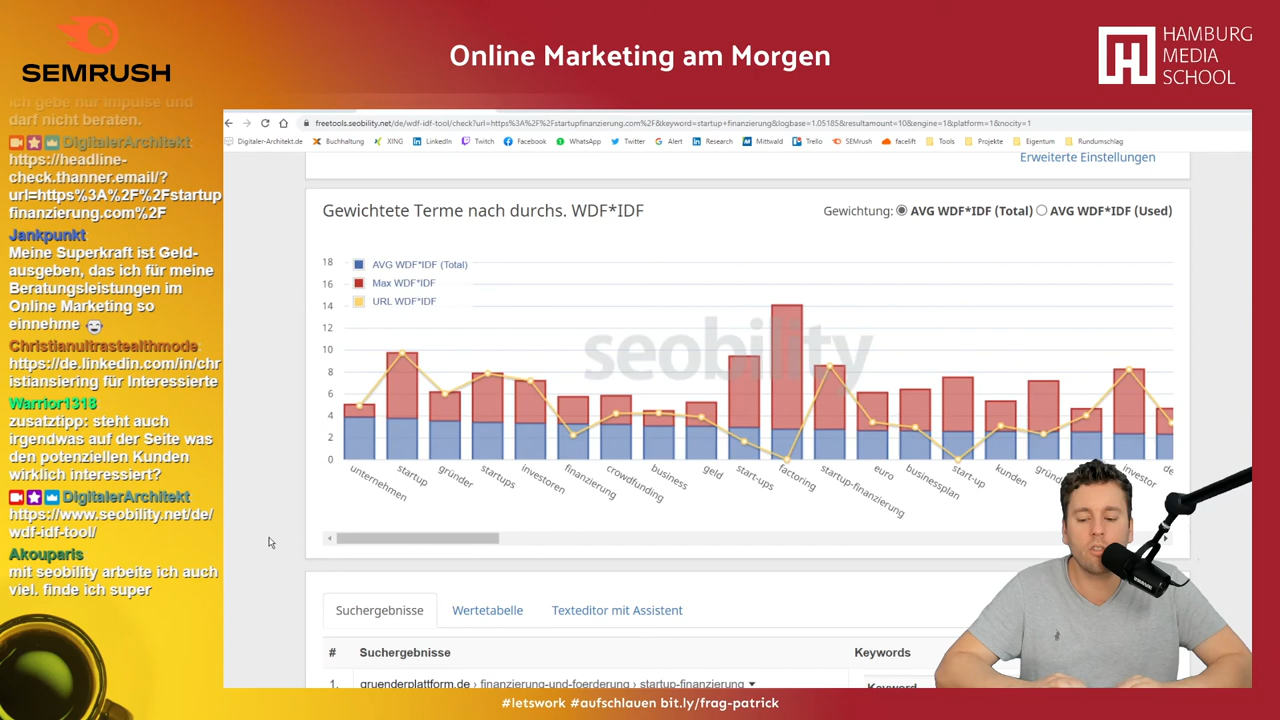 SEMRUSH
Online Marketing am Morgen
HAMBURG
MEDIA
SCHOOL
ich gebe nur Impulse und
darf nicht beraten.
DigitalerArchitekt
https://headline-
check.thanner.email/?
url=https%3A%2F%2Fstartup
finanzierung.com%2F
Jankpunkt
Meine Superkraft ist Geld-
ausgeben, das ich für meine
Beratungsleistungen im
Online Marketing so
einnehme
Christianultrastealthmode
https://de.linkedin.com/in/chr
istiansiering für Interessierte
Warrior1318
zusatztipp: steht auch
irgendwas auf der Seite was
den potenziellen Kunden
wirklich interessiert?
DigitalerArchitekt
https://www.seobility.net/de/
wdf-idf-tool/
Akouparis
mit seobility arbeite ich auch
viel. finde ich super
freetools.seobility.net/de/wdf-idf-tool/check?url=https%3A%2F%2Fstartupfinanzierung.com%2F&keyword=startup+finanzierung&logbase=1.05185&resultamount=10&engine=1&platform=1&nocity=1
Digitaler-Architekt.de Buchhaltung XING LinkedIn Twitch Facebook WhatsApp Twitter Alert Research Mittwald Trello SEMrush facelift Tools Projekte Eigentum Rundumschlag
Erweiterte Einstellungen
Gewichtete Terme nach durchs. WDF*IDF
Gewichtung: AVG WDF*IDF (Total) AVG WDF*IDF (Used)
AVG WDF*IDF (Total)
Max WDF*IDF
URL WDF*IDF
18
16
14
12
10
8
6
4
2
0
seobility
unternehmen
startup
gründer
startups
investoren
finanzierung
crowdfunding
business
geld
start-ups
factoring
startup-finanzierung
euro
businessplan
start-up
kunden
investor
Suchergebnisse Wertetabelle Texteditor mit Assistent
# Suchergebnisse Keywords
1. gruenderplattform.de › finanzierung-und-foerderung › startup-finanzierung
Keyword
#letswork #aufschlauen bit.ly/frag-patrick